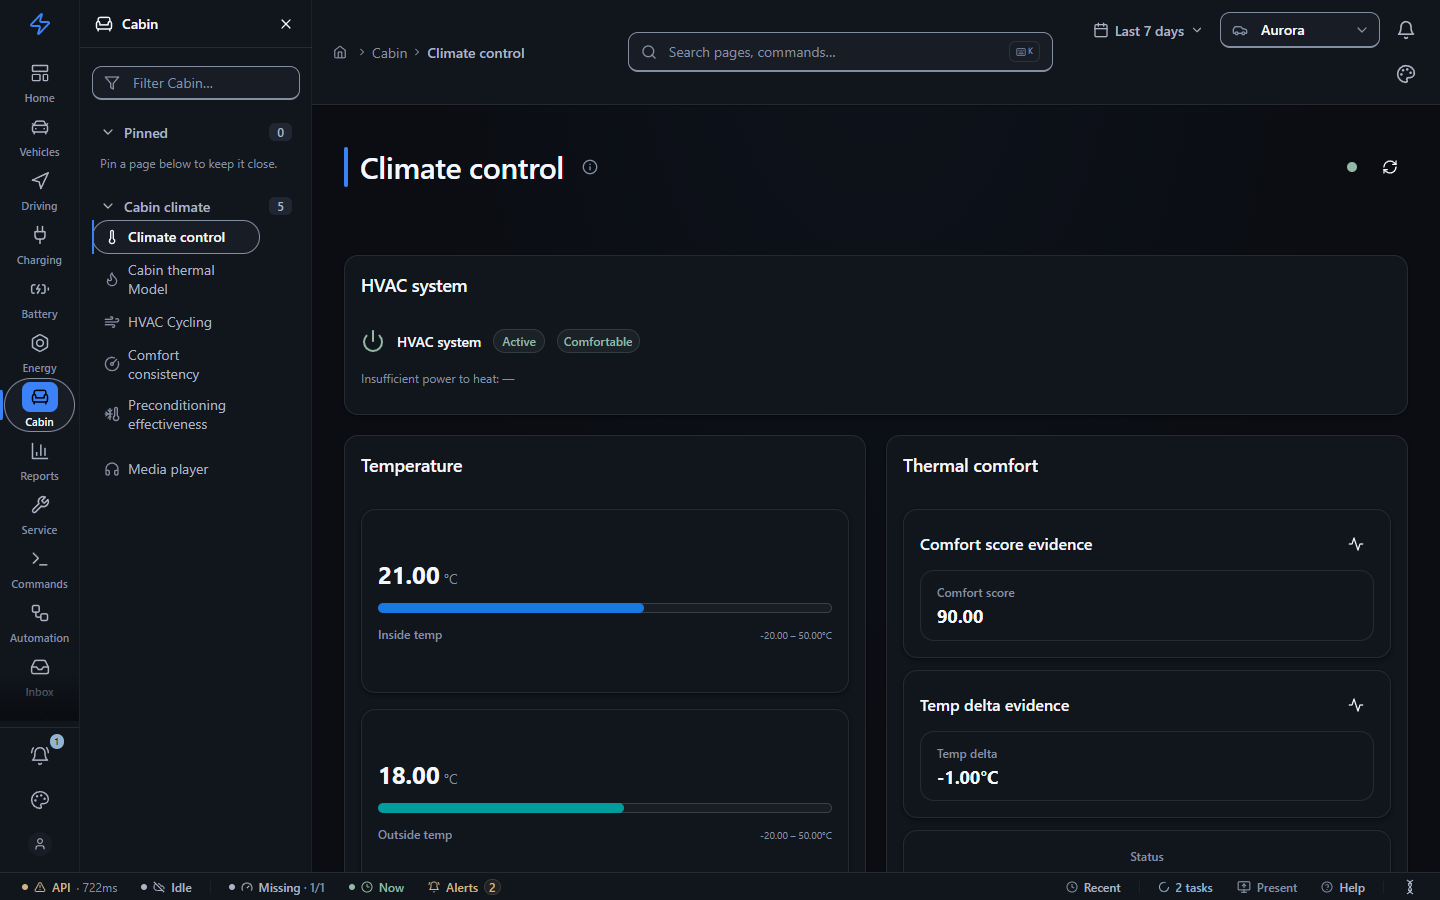 Cabin
Home
Vehicles
Driving
Charging
Battery
Energy
Cabin
Reports
Service
Commands
Automation
Inbox
1
Filter Cabin...
Pinned 0
Pin a page below to keep it close.
Cabin climate 5
Climate control
Cabin thermal
Model
HVAC Cycling
Comfort
consistency
Preconditioning
effectiveness
Media player
Cabin
Climate control
Search pages, commands...
K
Last 7 days
Aurora
Climate control
HVAC system
HVAC system Active Comfortable
Insufficient power to heat: —
Temperature
21.00 °C
Inside temp -20.00 – 50.00°C
18.00 °C
Outside temp -20.00 – 50.00°C
Thermal comfort
Comfort score evidence
Comfort score
90.00
Temp delta evidence
Temp delta
-1.00°C
Status
API · 722ms Idle Missing · 1/1 Now Alerts 2 Recent 2 tasks Present Help